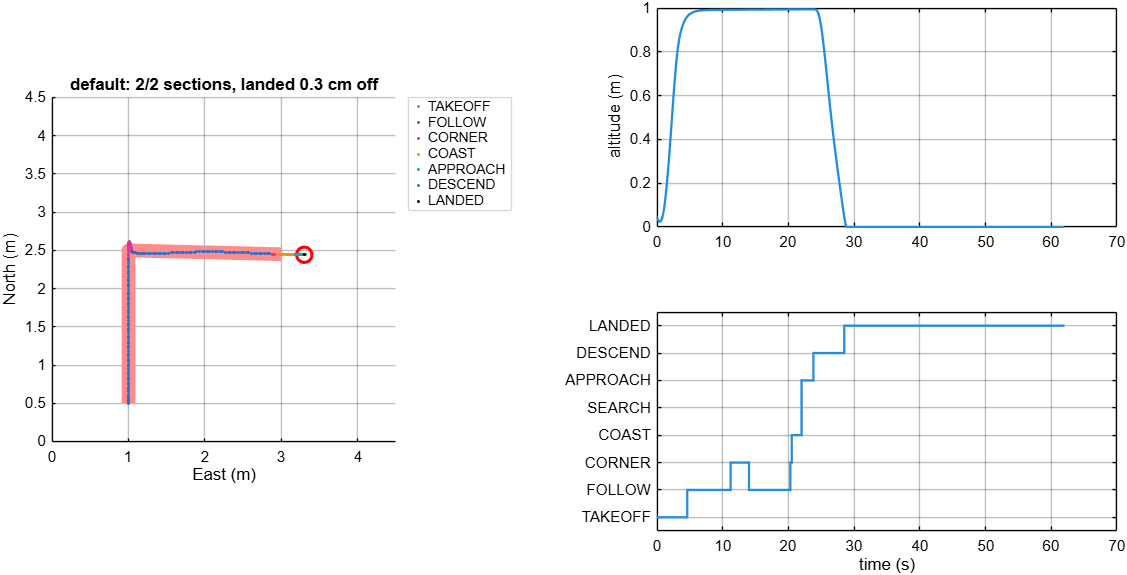 default: 2/2 sections, landed 0.3 cm off
4.5
4
3.5
3
2.5
2
1.5
1
0.5
0
North (m)
0
1
2
3
4
East (m)
TAKEOFF
FOLLOW
CORNER
COAST
APPROACH
DESCEND
LANDED
1
0.8
0.6
0.4
0.2
0
altitude (m)
0
10
20
30
40
50
60
70
LANDED
DESCEND
APPROACH
SEARCH
COAST
CORNER
FOLLOW
TAKEOFF
0
10
20
30
40
50
60
70
time (s)